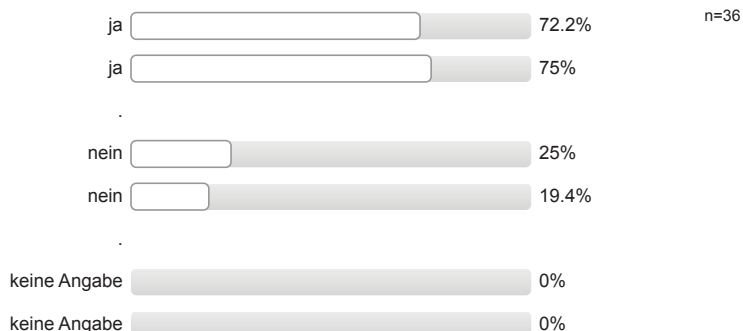 ja 72.2% n=36
ja 75%
.
nein 25%
nein 19.4%
.
keine Angabe 0%
keine Angabe 0%